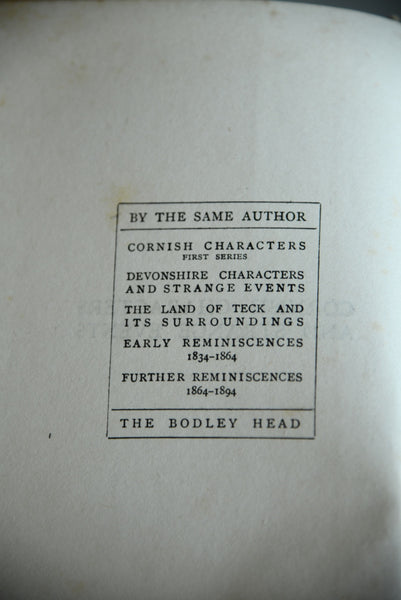 BY THE SAME AUTHOR
CORNISH CHARACTERS
FIRST SERIES
DEVONSHIRE CHARACTERS
AND STRANGE EVENTS
THE LAND OF TECK AND
ITS SURROUNDINGS
EARLY REMINISCENCES
1834-1864
FURTHER REMINISCENCES
1864-1894
THE BODLEY HEAD